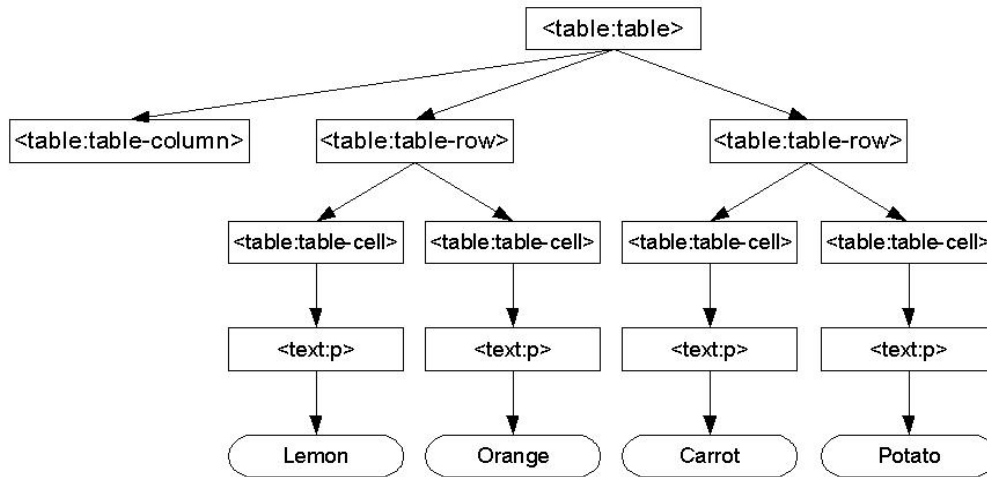 <table:table>
<table:table-column> <table:table-row> <table:table-row>
<table:table-cell> <table:table-cell> <table:table-cell> <table:table-cell>
<text:p> <text:p> <text:p> <text:p>
Lemon Orange Carrot Potato